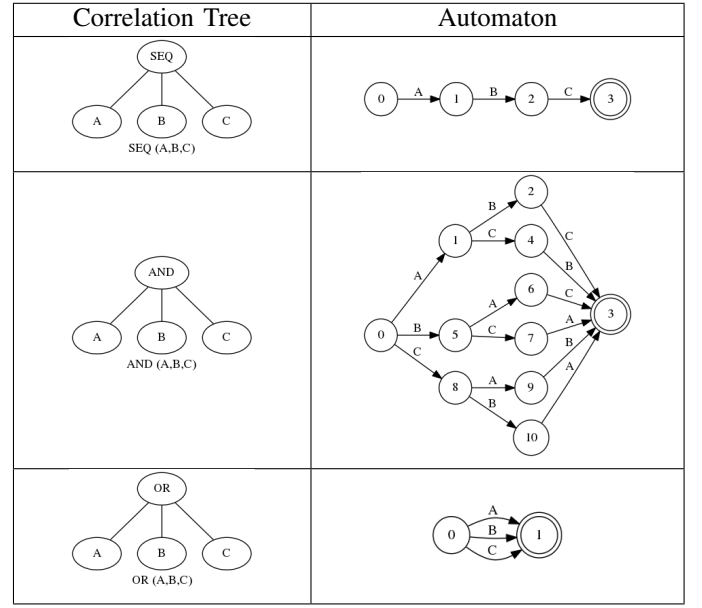 Correlation Tree
Automaton
SEQ
A B C
SEQ (A,B,C)
0 A 1 B 2 C 3
AND
A B C
AND (A,B,C)
2
B
C
1 C 4
A
B
6
A
C
0 B 5
3
C
A
C 7
B
8 A 9
A
B
10
OR
A B C
OR (A,B,C)
A
0 B 1
C